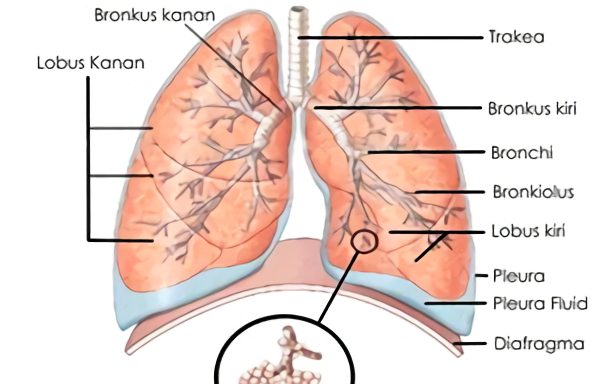 Bronkus kanan
Trakea
Lobus Kanan
Bronkus kiri
Bronchi
Bronkiolus
Lobus kiri
Pleura
Pleura Fluid
Diafragma